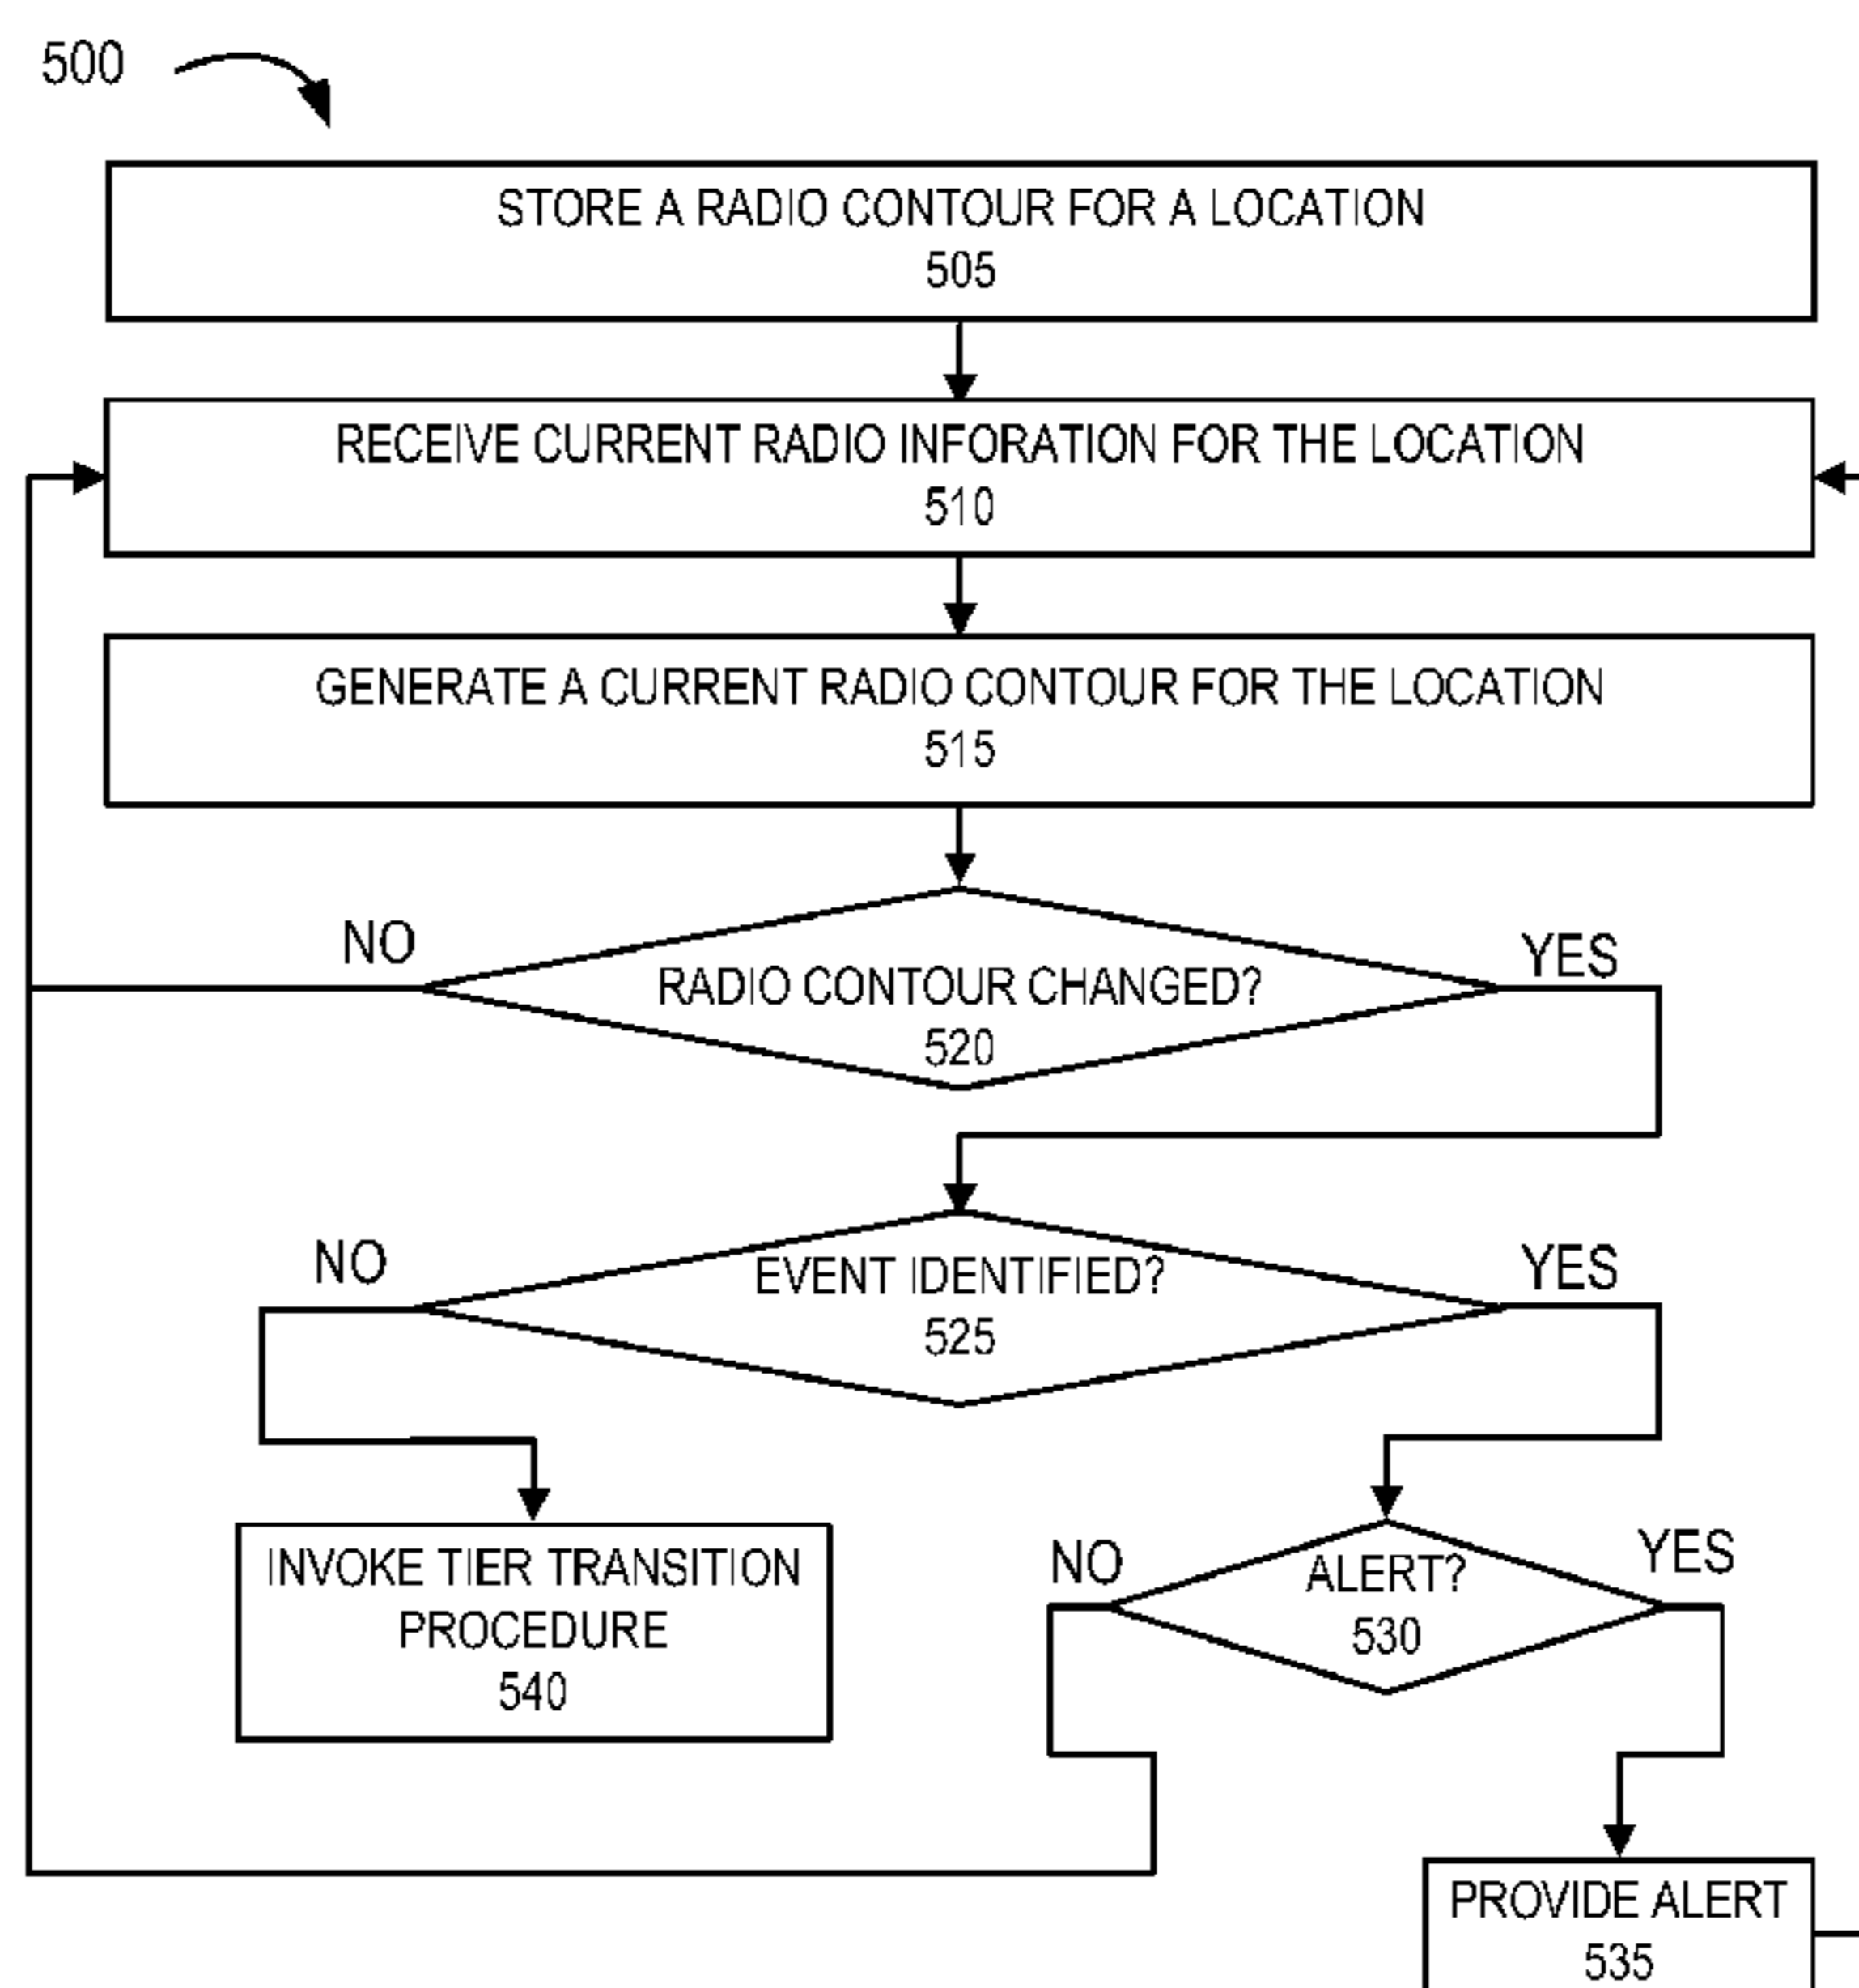 500
STORE A RADIO CONTOUR FOR A LOCATION
505
RECEIVE CURRENT RADIO INFORATION FOR THE LOCATION
510
GENERATE A CURRENT RADIO CONTOUR FOR THE LOCATION
515
NO
YES
RADIO CONTOUR CHANGED?
520
NO
YES
EVENT IDENTIFIED?
525
INVOKE TIER TRANSITION
PROCEDURE
540
NO
YES
ALERT?
530
PROVIDE ALERT
535